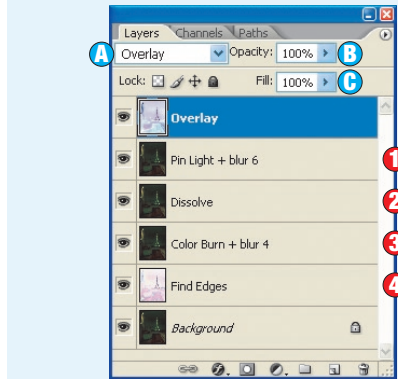 Layers Channels Paths
A Overlay Opacity: 100% B
Lock: Fill: 100% C
Overlay
Pin Light + blur 6 1
Dissolve 2
Color Burn + blur 4 3
Find Edges 4
Background